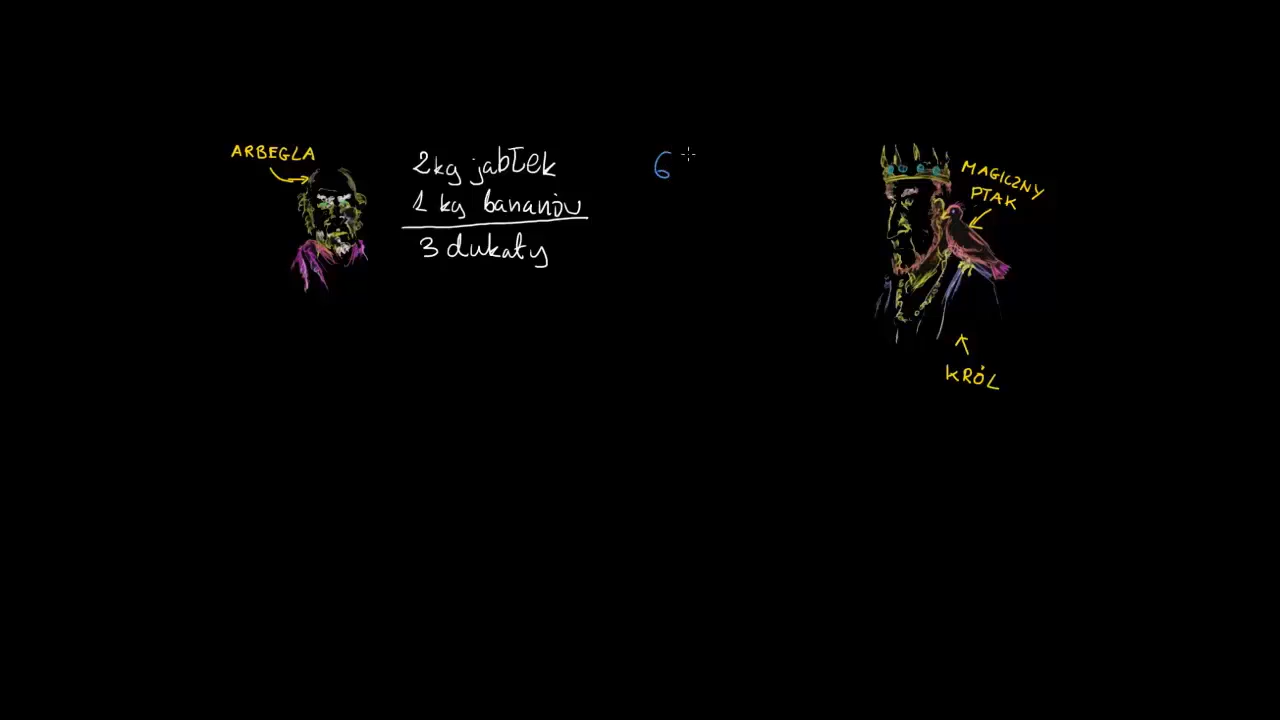 ARBEGLA
2kg jabłek
1 kg bananów
3 dukaty
6
MAGICZNY
PTAK
KRÓL